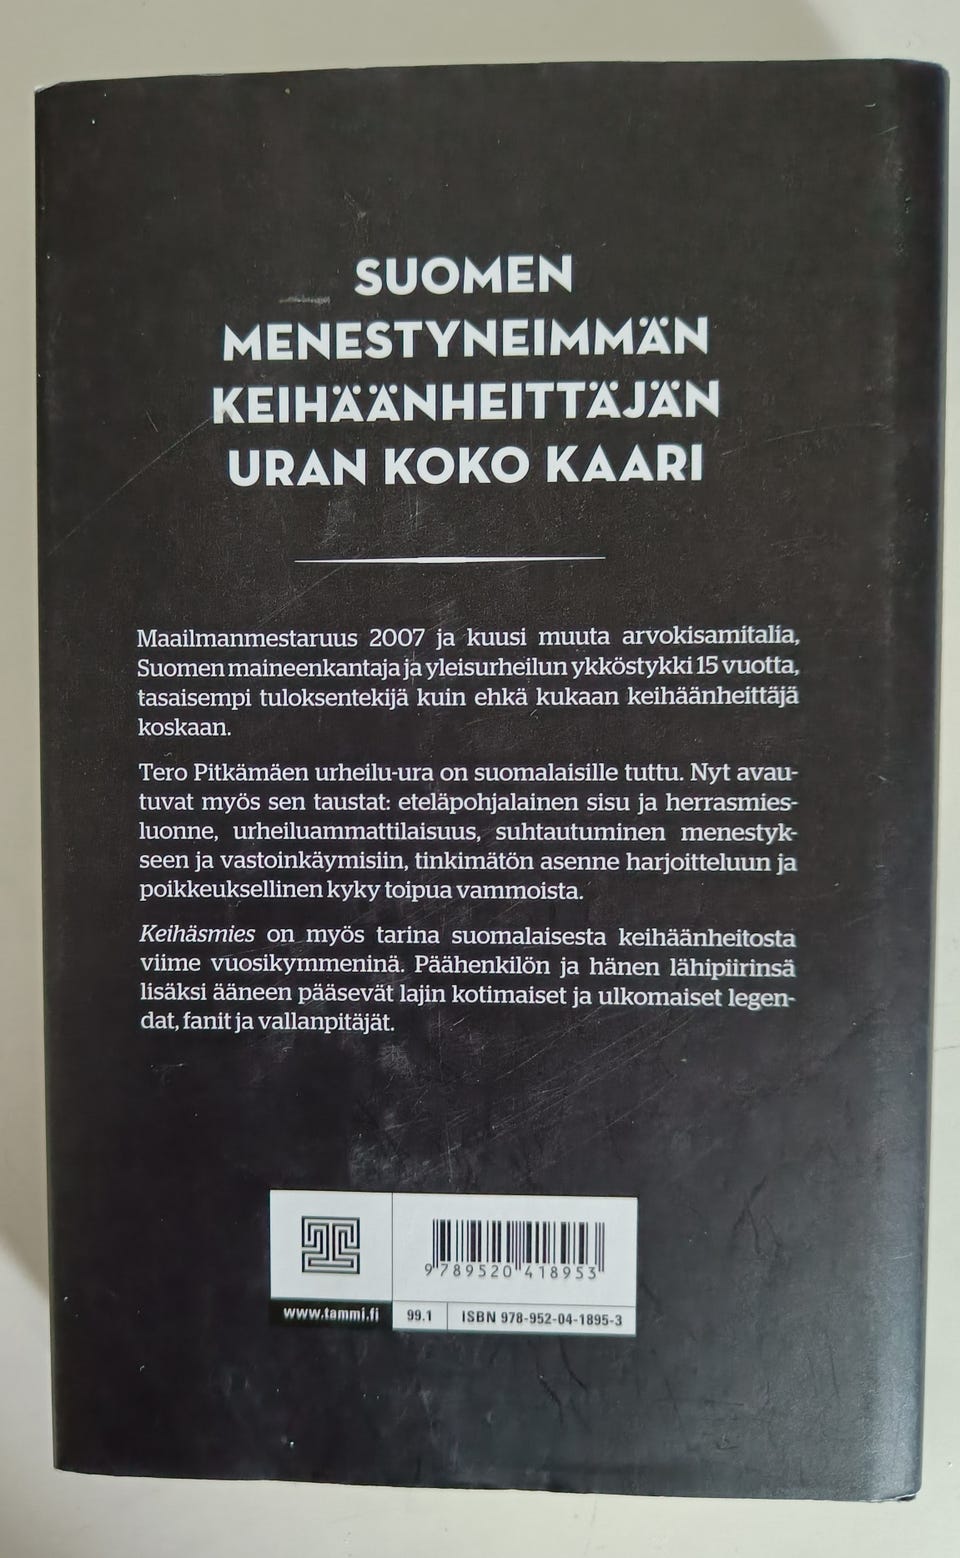 SUOMEN
MENESTYNEIMMÄN
KEIHÄÄNHEITTÄJÄN
URAN KOKO KAARI
Maailmanmestaruus 2007 ja kuusi muuta arvokisamitalia,
Suomen maineenkantaja ja yleisurheilun ykköstykki 15 vuotta,
tasaisempi tuloksentekijä kuin ehkä kukaan keihäänheittäjä
koskaan.
Tero Pitkämäen urheilu-ura on suomalaisille tuttu. Nyt avau-
tuvat myös sen taustat: eteläpohjalainen sisu ja herrasmies-
luonne, urheiluammattilaisuus, suhtautuminen menestyk-
seen ja vastoinkäymisiin, tinkimätön asenne harjoitteluun ja
poikkeuksellinen kyky toipua vammoista.
Keihäsmies on myös tarina suomalaisesta keihäänheitosta
viime vuosikymmeninä. Päähenkilön ja hänen lähipiirinsä
lisäksi ääneen pääsevät lajin kotimaiset ja ulkomaiset legen-
dat, fanit ja vallanpitäjät.
9 789520 418953
www.tammi.fi 99.1 ISBN 978-952-04-1895-3